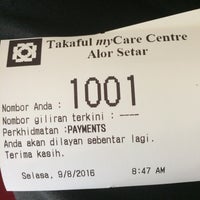 Takaful myCare Centre
Alor Setar
Nombor Anda : 1001
Nombor giliran terkini : ----
Perkhidmatan :PAYMENTS
Anda akan dilayan sebentar lagi.
Terima kasih.
Selasa, 9/8/2016 8:47 AM